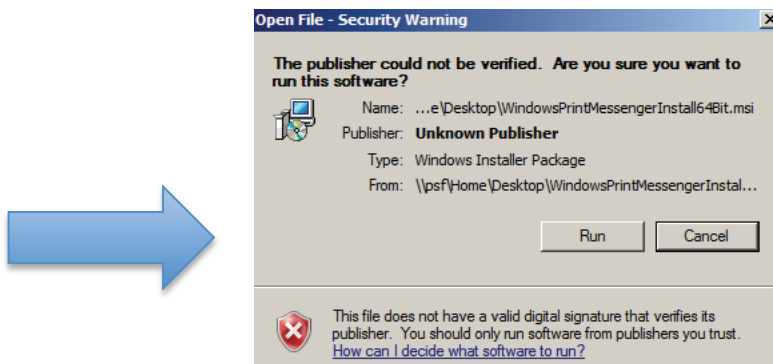 Open File - Security Warning
The publisher could not be verified.  Are you sure you want to
run this software?
Name: ...e\Desktop\WindowsPrintMessengerInstall64Bit.msi
Publisher: Unknown Publisher
Type: Windows Installer Package
From: \\psf\Home\Desktop\WindowsPrintMessengerInstal...
Run Cancel
This file does not have a valid digital signature that verifies its
publisher.  You should only run software from publishers you trust.
How can I decide what software to run?